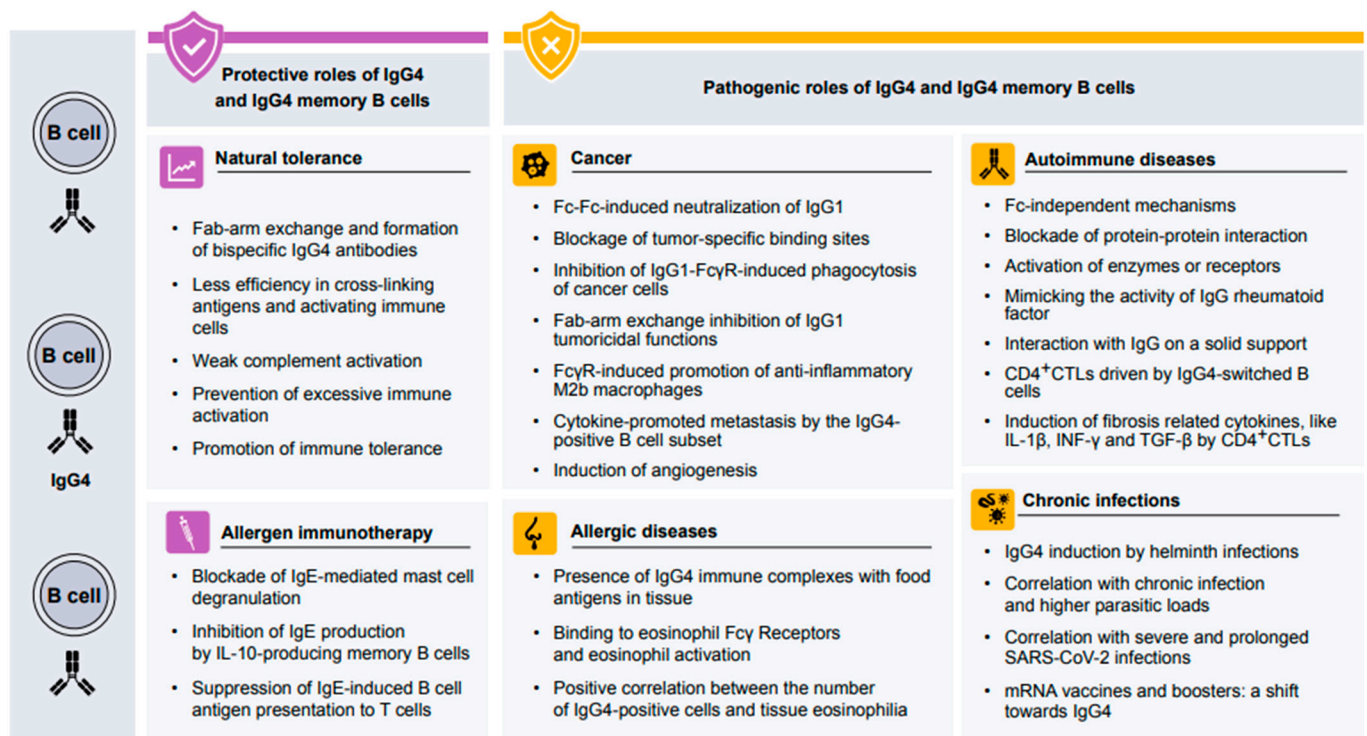 B cell
B cell
IgG4
B cell
Protective roles of IgG4
and IgG4 memory B cells
Natural tolerance
• Fab-arm exchange and formation
of bispecific IgG4 antibodies
• Less efficiency in cross-linking
antigens and activating immune
cells
• Weak complement activation
• Prevention of excessive immune
activation
• Promotion of immune tolerance
Allergen immunotherapy
• Blockade of IgE-mediated mast cell
degranulation
• Inhibition of IgE production
by IL-10-producing memory B cells
• Suppression of IgE-induced B cell
antigen presentation to T cells
Pathogenic roles of IgG4 and IgG4 memory B cells
Cancer
• Fc-Fc-induced neutralization of IgG1
• Blockage of tumor-specific binding sites
• Inhibition of IgG1-FcγR-induced phagocytosis
of cancer cells
• Fab-arm exchange inhibition of IgG1
tumoricidal functions
• FcγR-induced promotion of anti-inflammatory
M2b macrophages
• Cytokine-promoted metastasis by the IgG4-
positive B cell subset
• Induction of angiogenesis
Allergic diseases
• Presence of IgG4 immune complexes with food
antigens in tissue
• Binding to eosinophil Fcγ Receptors
and eosinophil activation
• Positive correlation between the number
of IgG4-positive cells and tissue eosinophilia
Autoimmune diseases
• Fc-independent mechanisms
• Blockade of protein-protein interaction
• Activation of enzymes or receptors
• Mimicking the activity of IgG rheumatoid
factor
• Interaction with IgG on a solid support
• CD4⁺CTLs driven by IgG4-switched B
cells
• Induction of fibrosis related cytokines, like
IL-1β, INF-γ and TGF-β by CD4⁺CTLs
Chronic infections
• IgG4 induction by helminth infections
• Correlation with chronic infection
and higher parasitic loads
• Correlation with severe and prolonged
SARS-CoV-2 infections
• mRNA vaccines and boosters: a shift
towards IgG4